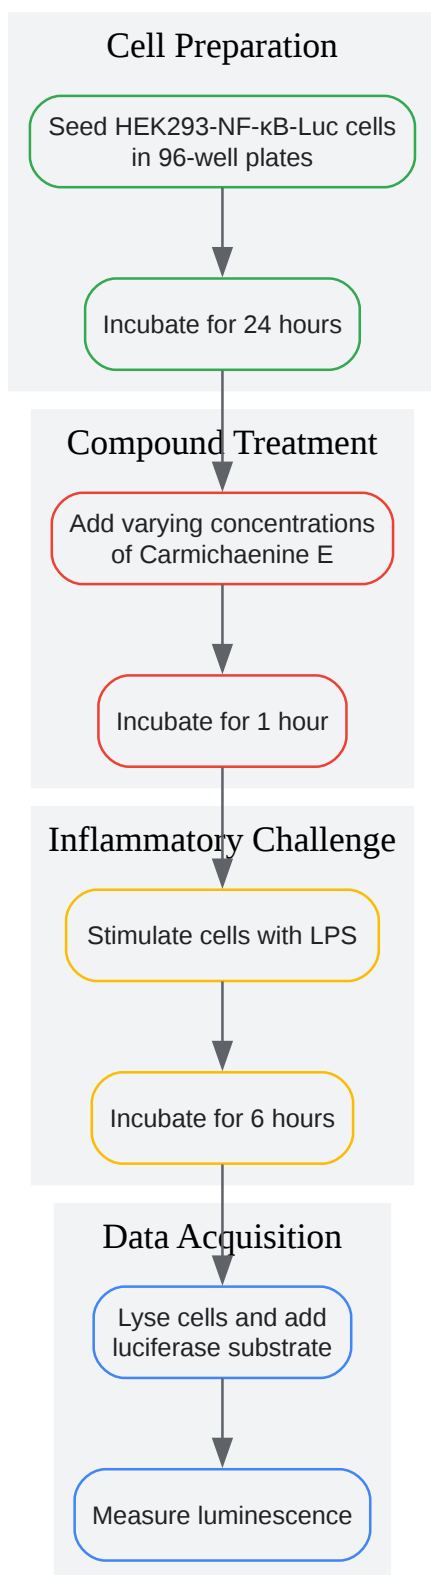 Cell Preparation
Seed HEK293-NF-κB-Luc cells
in 96-well plates
Incubate for 24 hours
Compound Treatment
Add varying concentrations
of Carmichaenine E
Incubate for 1 hour
Inflammatory Challenge
Stimulate cells with LPS
Incubate for 6 hours
Data Acquisition
Lyse cells and add
luciferase substrate
Measure luminescence